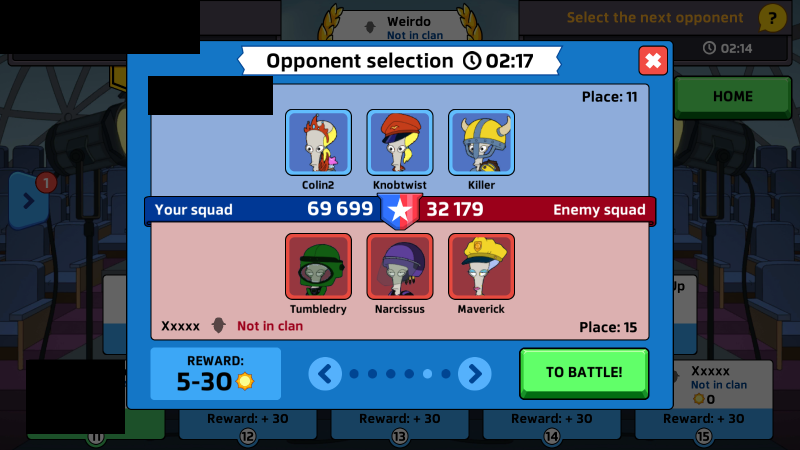 Weirdo
Not in clan
Select the next opponent
?
02:14
Opponent selection 02:17
Place: 11
HOME
1
Colin2 Knobtwist Killer
Your squad 69 699 32 179 Enemy squad
Tumbledry Narcissus Maverick
Xxxxx Not in clan
Place: 15
REWARD:
5-30
TO BATTLE!
Xxxxx
Not in clan
0
Reward: + 30 Reward: + 30 Reward: + 30 Reward: + 30
11 12 13 14 15